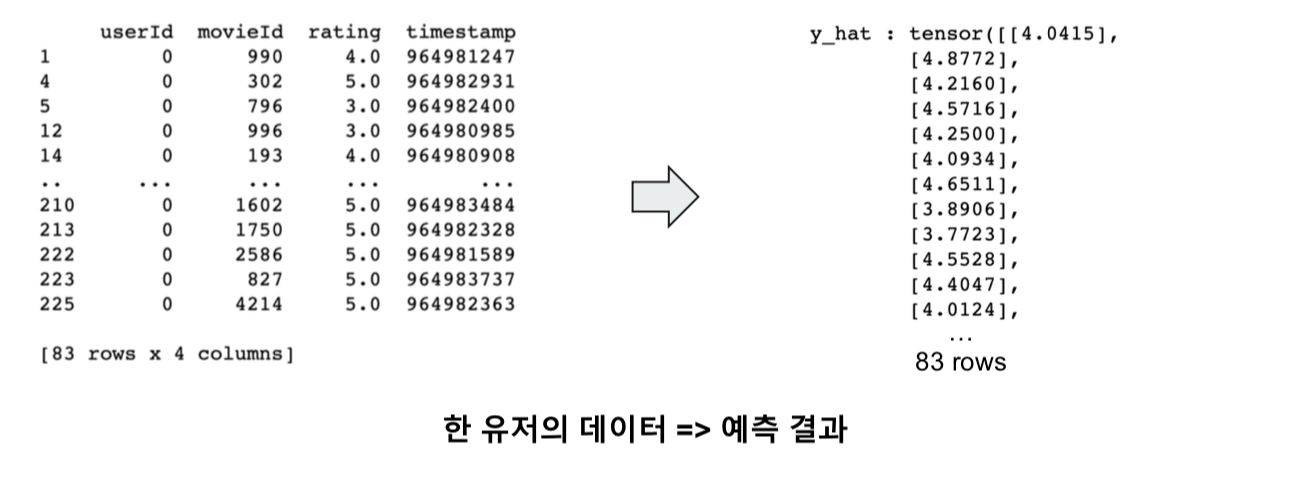 userId movieId rating timestamp
1 0 990 4.0 964981247
4 0 302 5.0 964982931
5 0 796 3.0 964982400
12 0 996 3.0 964980985
14 0 193 4.0 964980908
.. ... ... ... ...
210 0 1602 5.0 964983484
213 0 1750 5.0 964982328
222 0 2586 5.0 964981589
223 0 827 5.0 964983737
225 0 4214 5.0 964982363
[83 rows x 4 columns]
y_hat : tensor([[4.0415],
[4.8772],
[4.2160],
[4.5716],
[4.2500],
[4.0934],
[4.6511],
[3.8906],
[3.7723],
[4.5528],
[4.4047],
[4.0124],
...
83 rows
한 유저의 데이터 => 예측 결과